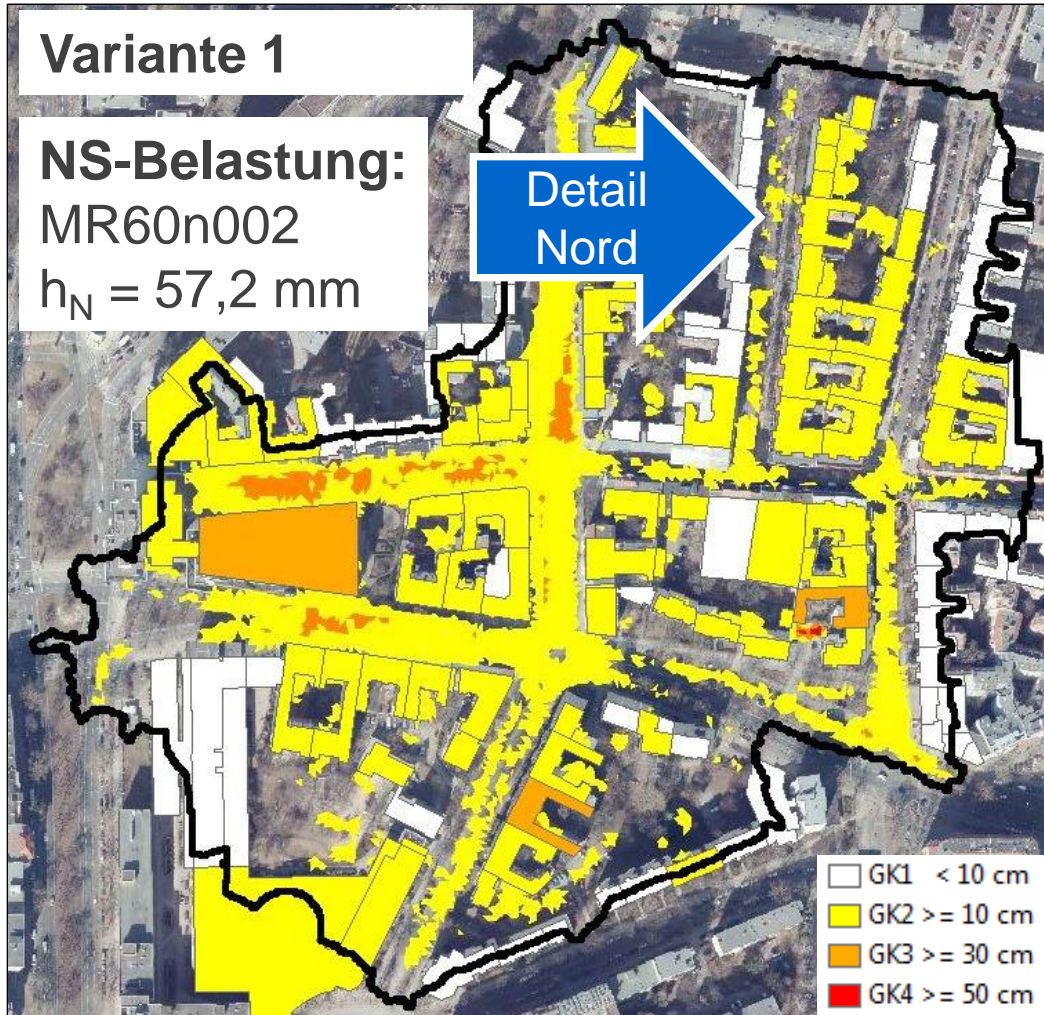 Variante 1
NS-Belastung:
MR60n002
hN = 57,2 mm
Detail
Nord
GK1 < 10 cm
GK2 >= 10 cm
GK3 >= 30 cm
GK4 >= 50 cm